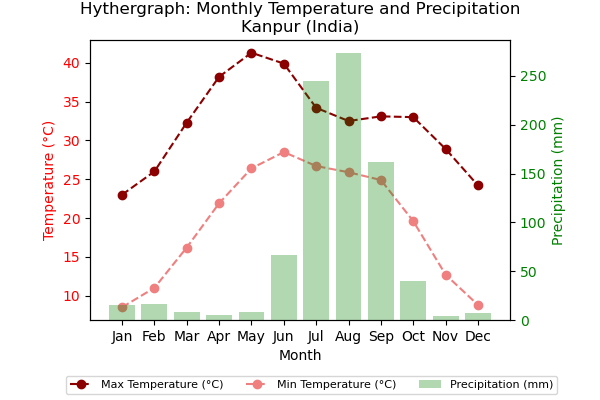 Hythergraph: Monthly Temperature and Precipitation
Kanpur (India)
40
35
30
25
20
15
10
Temperature (°C)
250
200
150
100
50
0
Precipitation (mm)
Jan Feb Mar Apr May Jun Jul Aug Sep Oct Nov Dec
Month
Max Temperature (°C) Min Temperature (°C) Precipitation (mm)